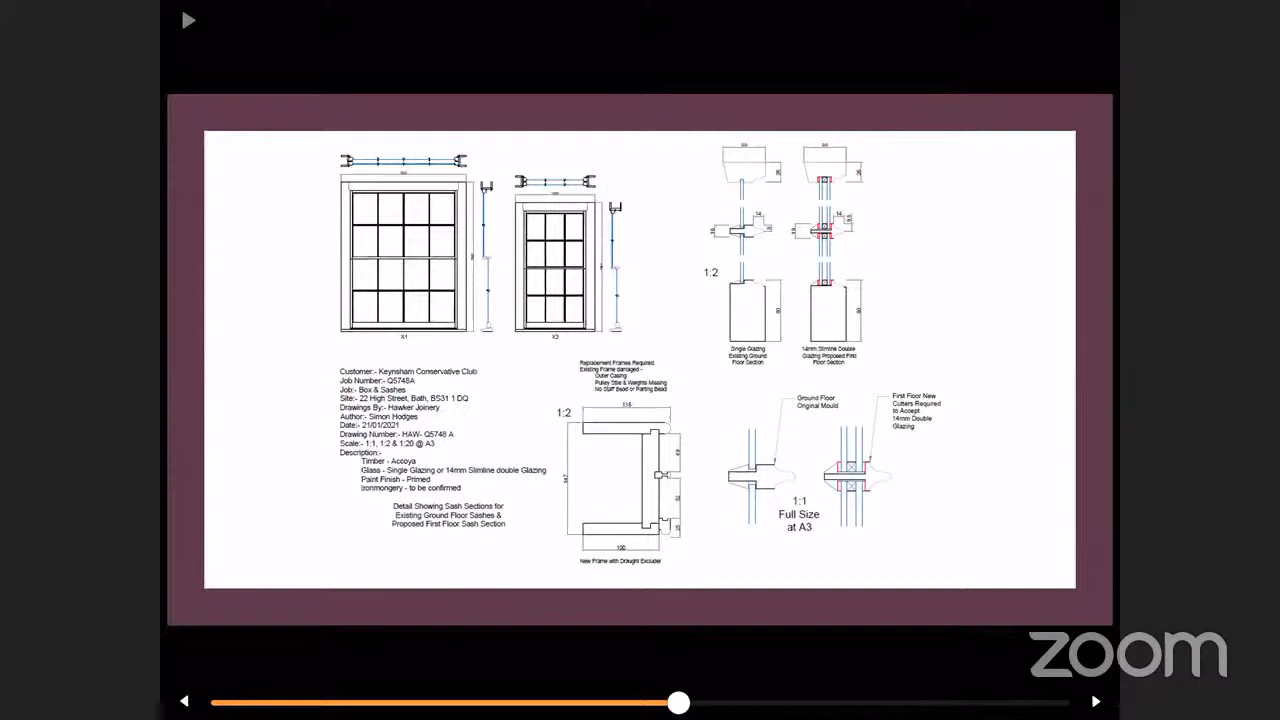 X1
X3
1:2
Single Glazing
Existing Ground
Floor Section
14mm Slimline Double
Glazing Proposed First
Floor Section
Customer:- Keynsham Conservative Club
Job Number:- Q5748A
Job:- Box & Sashes
Site:- 22 High Street, Bath, BS31 1 DQ
Drawings By:- Hawker Joinery
Author:- Simon Hodges
Date:- 21/01/2021
Drawing Number:- HAW- Q5748 A
Scale:- 1:1, 1:2 & 1:20 @ A3
Description:-
Timber - Accoya
Glass - Single Glazing or 14mm Slimline double Glazing
Paint Finish - Primed
Ironmongery - to be confirmed
Detail Showing Sash Sections for
Existing Ground Floor Sashes &
Proposed First Floor Sash Section
Replacement Frames Required.
Existing Frame damaged -
Outer Casing
Pulley Stile & Weights Missing
No Staff Bead or Parting Bead
1:2
115
New Frame with Draught Excluder
Ground Floor
Original Mould
First Floor New
Cutters Required
to Accept
14mm Double
Glazing
1:1
Full Size
at A3
zoom